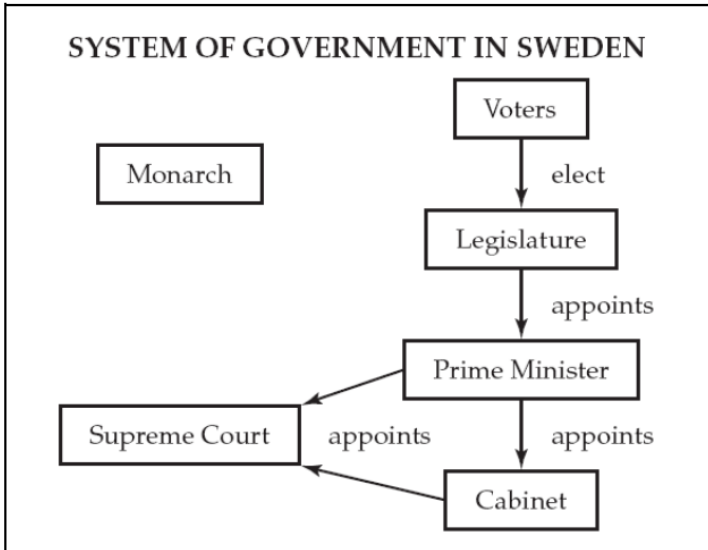 SYSTEM OF GOVERNMENT IN SWEDEN
Voters
Monarch
elect
Legislature
appoints
Prime Minister
Supreme Court
appoints
appoints
Cabinet